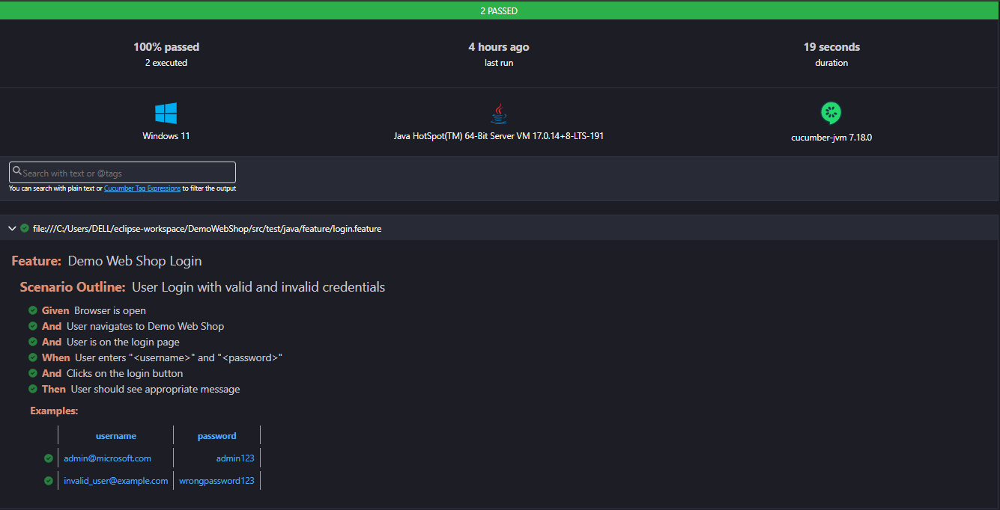 2 PASSED
100% passed
2 executed
4 hours ago
last run
19 seconds
duration
Windows 11
Java HotSpot(TM) 64-Bit Server VM 17.0.14+8-LTS-191
cucumber-jvm 7.18.0
Search with text or @tags
You can search with plain text or Cucumber Tag Expressions to filter the output
file:///C:/Users/DELL/eclipse-workspace/DemoWebShop/src/test/java/feature/login.feature
Feature: Demo Web Shop Login
Scenario Outline: User Login with valid and invalid credentials
Given Browser is open
And User navigates to Demo Web Shop
And User is on the login page
When User enters "<username>" and "<password>"
And Clicks on the login button
Then User should see appropriate message
Examples:
username password
admin@microsoft.com admin123
invalid_user@example.com wrongpassword123